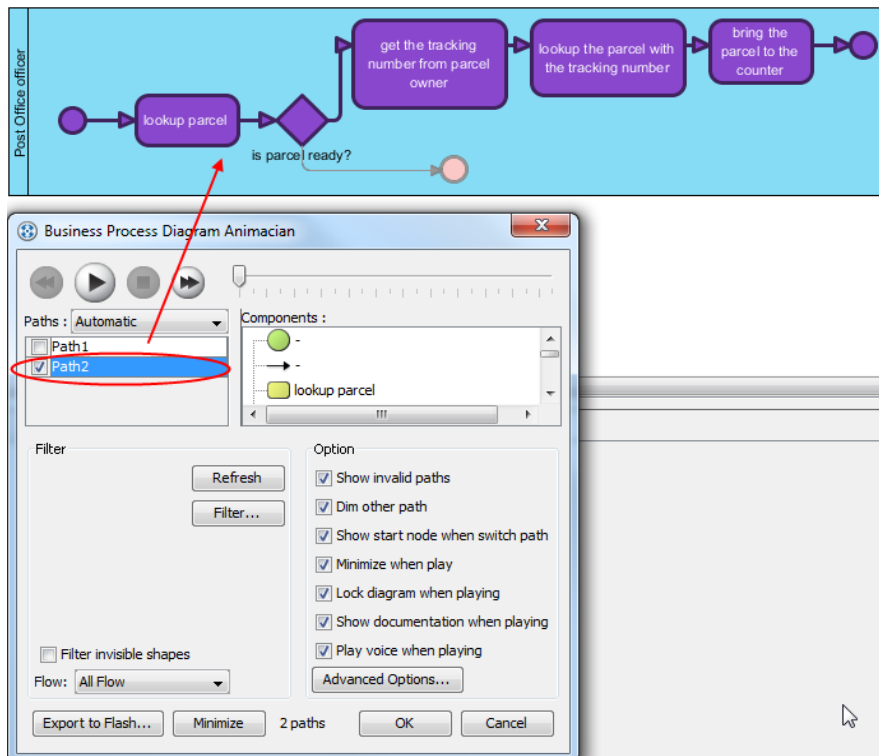 Post Office officer
lookup parcel
is parcel ready?
get the tracking
number from parcel
owner
lookup the parcel with
the tracking number
bring the
parcel to the
counter
Business Process Diagram Animacian
Paths : Automatic
Path1
Path2
Components :
-
-
lookup parcel
Filter
Refresh
Filter...
Filter invisible shapes
Flow: All Flow
Option
Show invalid paths
Dim other path
Show start node when switch path
Minimize when play
Lock diagram when playing
Show documentation when playing
Play voice when playing
Advanced Options...
Export to Flash... Minimize 2 paths OK Cancel